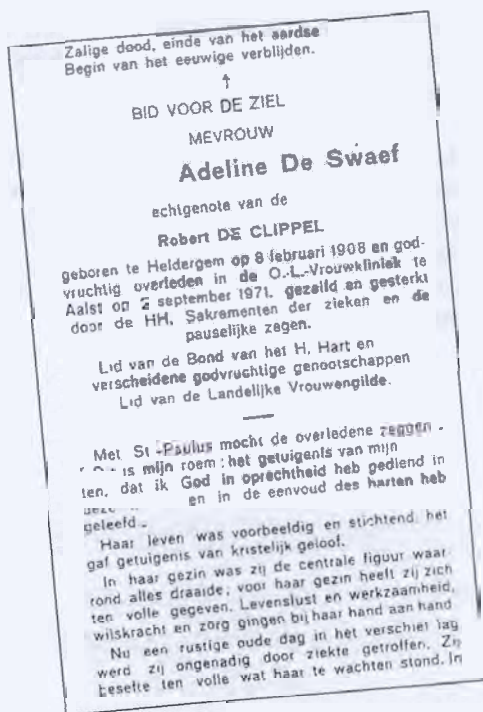 Zalige dood, einde van het aardse
Begin van het eeuwige verblijden.
BID VOOR DE ZIEL
MEVROUW
Adeline De Swaef
echtgenote van de
Robert DE CLIPPEL
geboren te Heldergem op 8 februari 1908 en god-
vruchtig overleden in de O.-L.-Vrouwkliniek te
Aalst op 2 september 1971, gezalfd en gesterkt
door de HH. Sakramenten der zieken en de
pauselijke zegen.
Lid van de Bond van het H. Hart en
verscheidene godvruchtige genootschappen
Lid van de Landelijke Vrouwengilde.
Met St-Paulus mocht de overledene zeggen -
is mijn roem : het getuigenis van mijn
ten, dat ik God in oprechtheid heb gediend in
en in de eenvoud des harten heb
geleefd -
Haar leven was voorbeeldig en stichtend, het
gaf getuigenis van kristelijk geloof.
In haar gezin was zij de centrale figuur waar-
rond alles draaide; voor haar gezin heeft zij zich
ten volle gegeven. Levenslust en werkzaamheid,
wilskracht en zorg gingen bij haar hand aan hand
Nu een rustige oude dag in het verschiet lag
werd zij ongenadig door ziekte getroffen. Zij
besefte ten volle wat haar te wachten stond. In